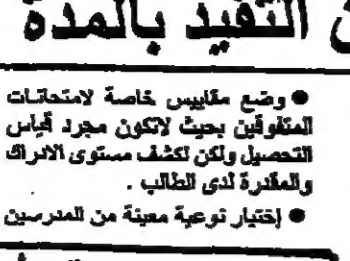 التقيد بالمدة
● وضع مقاييس خاصة لامتحانات
المتفوقين بحيث لاتكون مجرد قياس
التحصيل ولكن لكشف مستوى الادراك
والمقدرة لدى الطالب .
● إختيار نوعية معينة من المدرسين